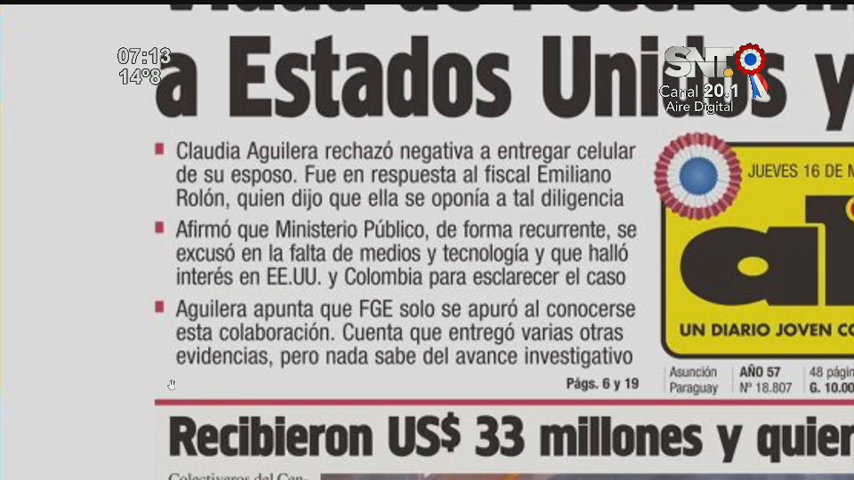 a Estados Unidos y
07:13
14º8
SNT
Canal 20.1
Aire Digital
Claudia Aguilera rechazó negativa a entregar celular
de su esposo. Fue en respuesta al fiscal Emiliano
Rolón, quien dijo que ella se oponía a tal diligencia
Afirmó que Ministerio Público, de forma recurrente, se
excusó en la falta de medios y tecnología y que halló
interés en EE.UU. y Colombia para esclarecer el caso
Aguilera apunta que FGE solo se apuró al conocerse
esta colaboración. Cuenta que entregó varias otras
evidencias, pero nada sabe del avance investigativo
Págs. 6 y 19
JUEVES 16 DE M
UN DIARIO JOVEN CO
Asunción
Paraguay
AÑO 57
Nº 18.807
48 págin
G. 10.00
Recibieron US$ 33 millones y quier
Colectiveros del Cen-